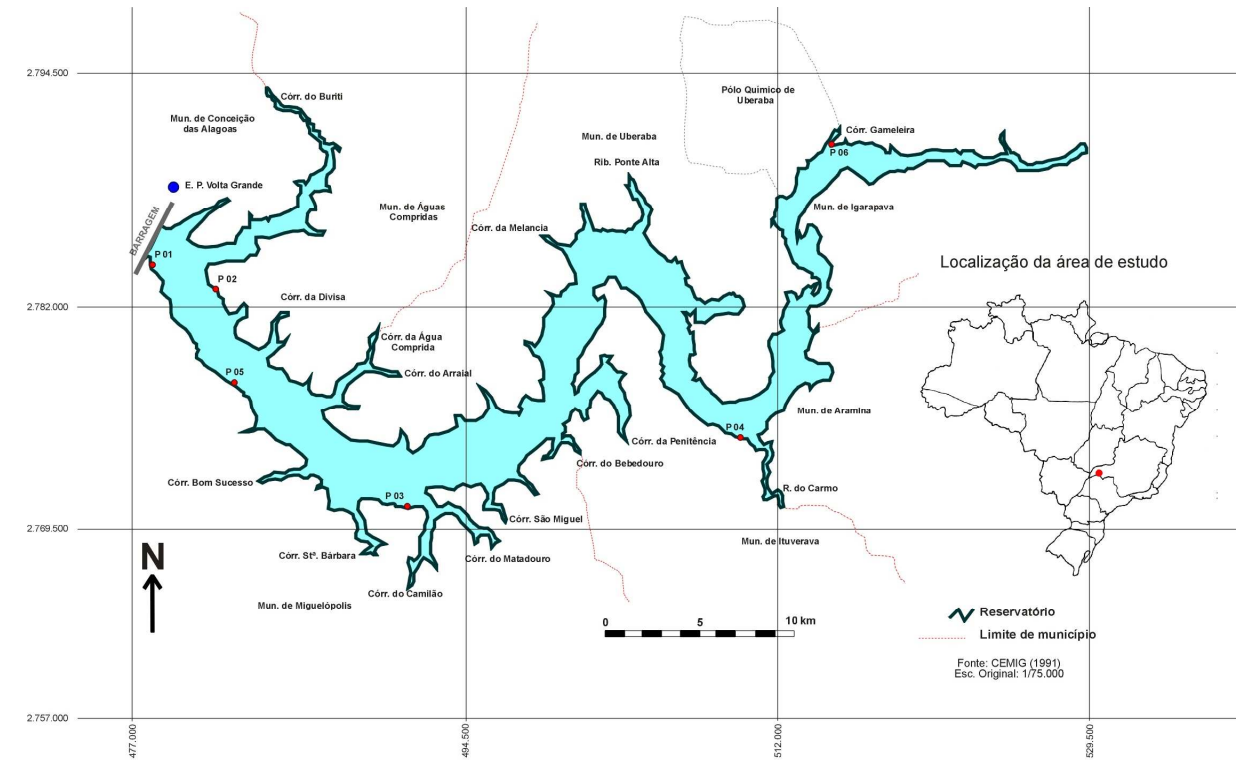 2.794.500
Córr. do Buriti
Pólo Químico de
Uberaba
Mun. de Conceição
das Alagoas
Mun. de Uberaba
Córr. Gameleira
P 06
Rib. Ponte Alta
E. P. Volta Grande
Mun. de Águas
Compridas
Mun. de Igarapava
BARRAGEM
Córr. da Melancia
P 01
P 02
Localização da área de estudo
2.782.000
Córr. da Divisa
Córr. da Água
Comprida
P 05
Córr. do Arraial
Mun. de Aramina
P 04
Córr. da Penitência
Córr. do Bebedouro
Córr. Bom Sucesso
R. do Carmo
P 03
Córr. São Miguel
2.769.500
Mun. de Ituverava
Córr. Stª. Bárbara
Córr. do Matadouro
N
Córr. do Camilão
Mun. de Miguelópolis
Reservatório
0 5 10 km
Limite de município
Fonte: CEMIG (1991)
Esc. Original: 1/75.000
2.757.000
477.000
494.500
512.000
529.500